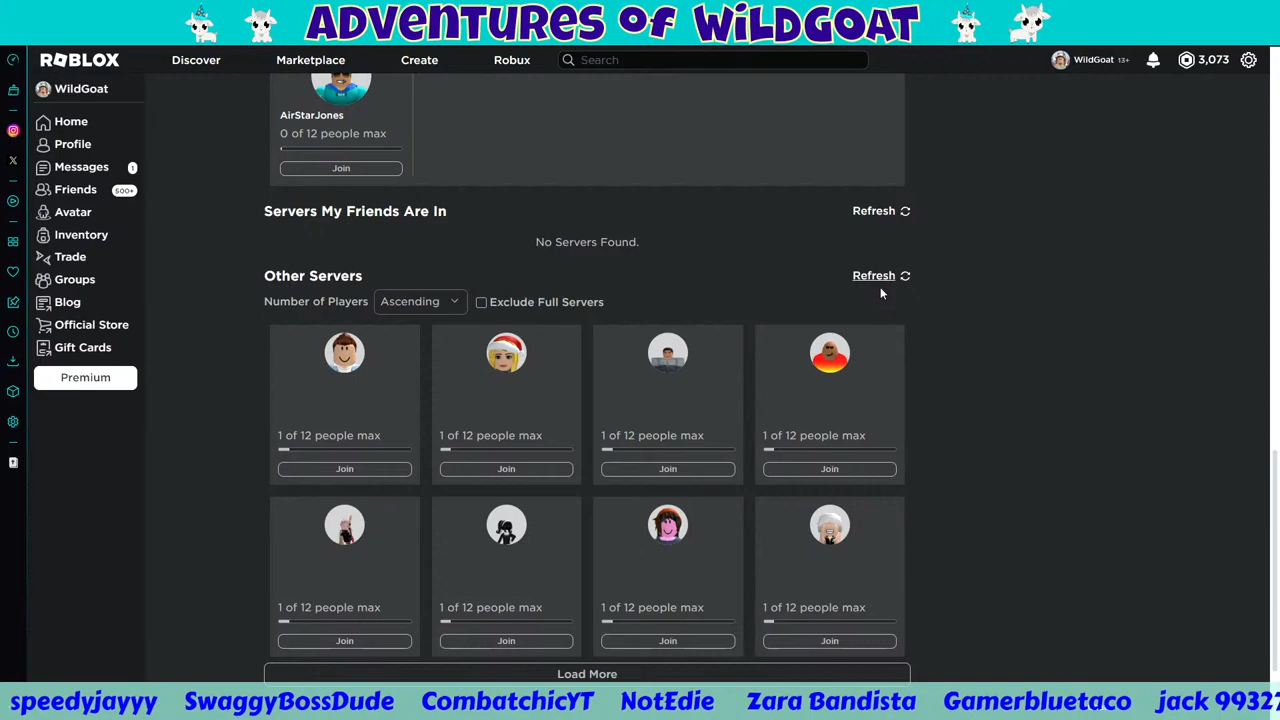 ADVENTURES OF WILDGOAT
ROBLOX Discover Marketplace Create Robux Search WildGoat 13+ 3,073
WildGoat
Home
Profile
Messages 1
Friends 500+
Avatar
Inventory
Trade
Groups
Blog
Official Store
Gift Cards
Premium
AirStarJones
0 of 12 people max
Join
Servers My Friends Are In Refresh
No Servers Found.
Other Servers Refresh
Number of Players Ascending Exclude Full Servers
1 of 12 people max 1 of 12 people max 1 of 12 people max 1 of 12 people max
Join Join Join Join
1 of 12 people max 1 of 12 people max 1 of 12 people max 1 of 12 people max
Join Join Join Join
Load More
speedyjayyy SwaggyBossDude CombatchicYT NotEdie Zara Bandista Gamerbluetaco jack 9932